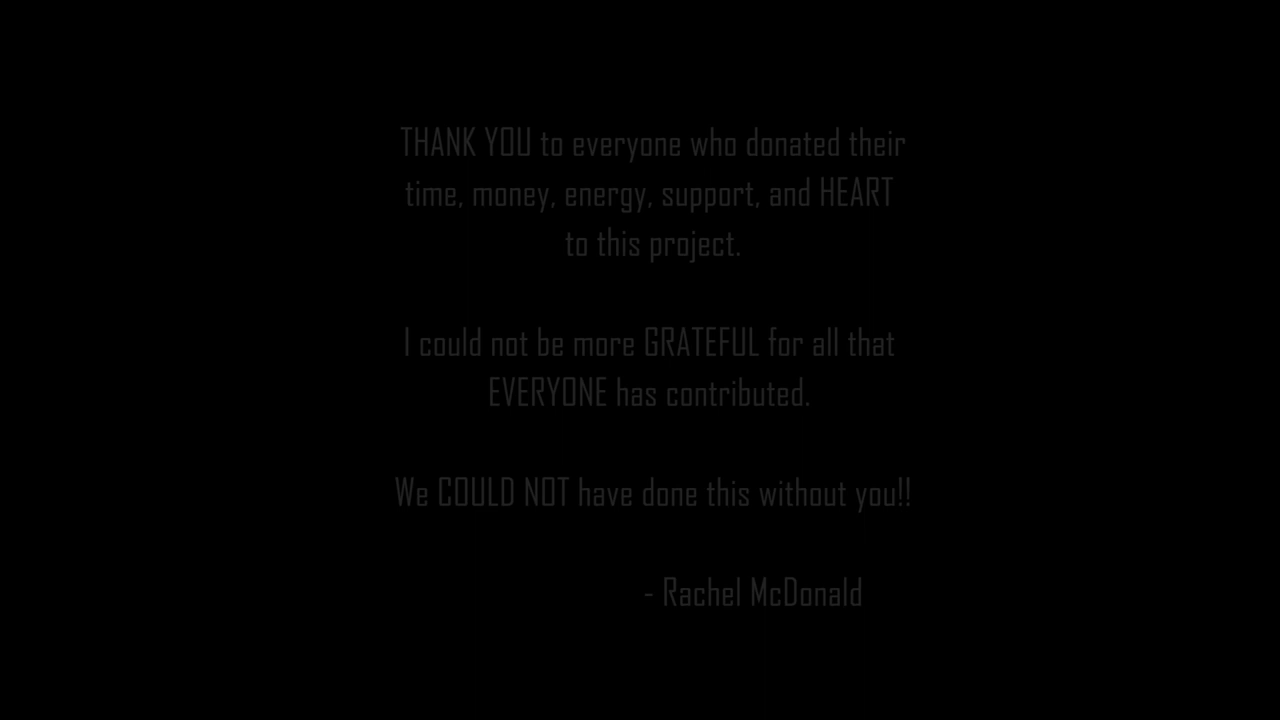 THANK YOU to everyone who donated their
time, money, energy, support, and HEART
to this project.
I could not be more GRATEFUL for all that
EVERYONE has contributed.
We COULD NOT have done this without you!!
- Rachel McDonald